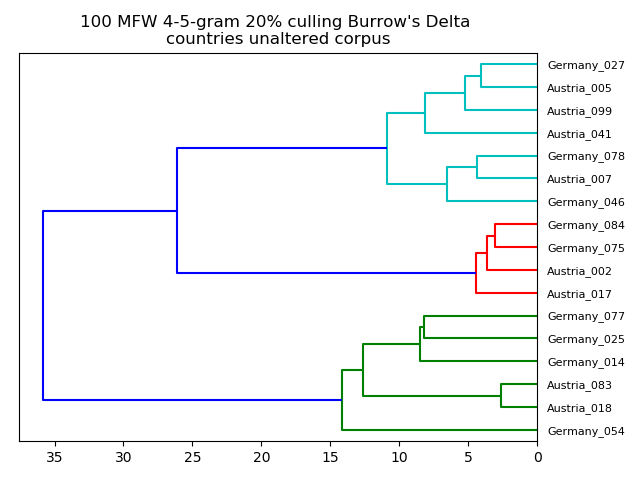 100 MFW 4-5-gram 20% culling Burrow's Delta
countries unaltered corpus
Germany_027
Austria_005
Austria_099
Austria_041
Germany_078
Austria_007
Germany_046
Germany_084
Germany_075
Austria_002
Austria_017
Germany_077
Germany_025
Germany_014
Austria_083
Austria_018
Germany_054
35 30 25 20 15 10 5 0